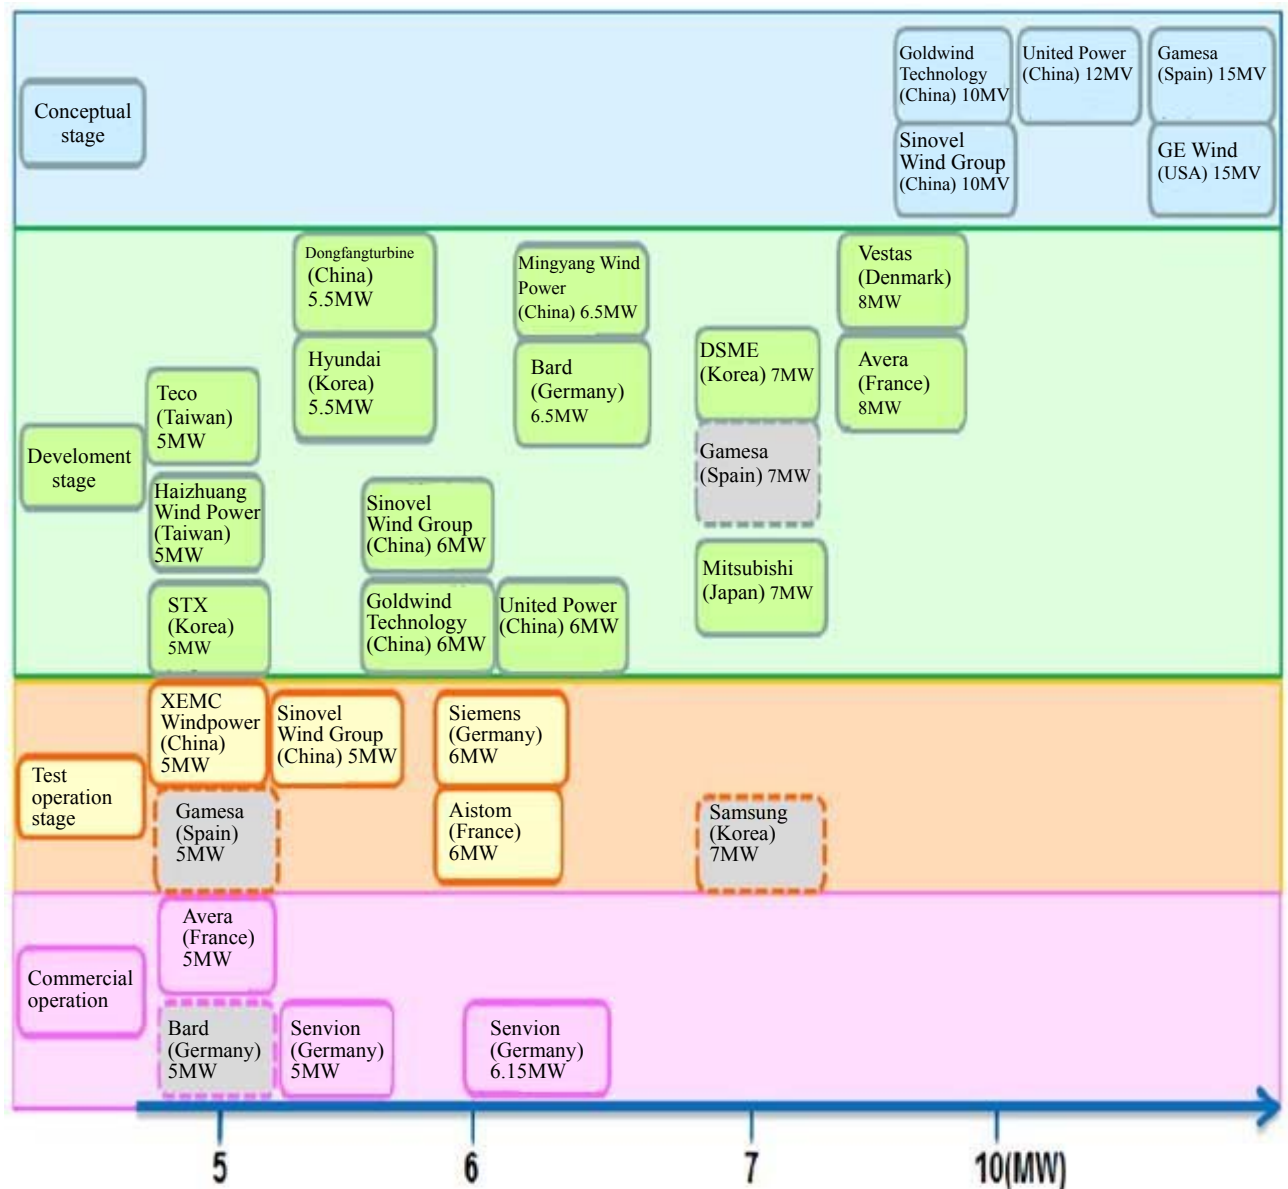 Conceptual
stage
Goldwind
Technology
(China) 10MV
United Power
(China) 12MV
Gamesa
(Spain) 15MV
Sinovel
Wind Group
(China) 10MV
GE Wind
(USA) 15MV
Develoment
stage
Dongfangturbine
(China)
5.5MW
Mingyang Wind
Power
(China) 6.5MW
Vestas
(Denmark)
8MW
Hyundai
(Korea)
5.5MW
Bard
(Germany)
6.5MW
DSME
(Korea) 7MW
Avera
(France)
8MW
Teco
(Taiwan)
5MW
Gamesa
(Spain) 7MW
Haizhuang
Wind Power
(Taiwan)
5MW
Sinovel
Wind Group
(China) 6MW
Mitsubishi
(Japan) 7MW
STX
(Korea)
5MW
Goldwind
Technology
(China) 6MW
United Power
(China) 6MW
Test
operation
stage
XEMC
Windpower
(China)
5MW
Sinovel
Wind Group
(China) 5MW
Siemens
(Germany)
6MW
Gamesa
(Spain)
5MW
Aistom
(France)
6MW
Samsung
(Korea)
7MW
Commercial
operation
Avera
(France)
5MW
Bard
(Germany)
5MW
Senvion
(Germany)
5MW
Senvion
(Germany)
6.15MW
5 6 7 10(MW)